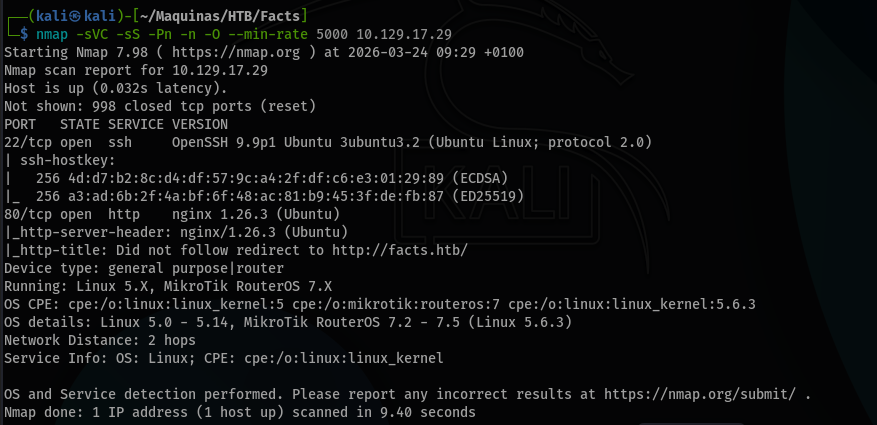 ┌──(kali㉿kali)-[~/Maquinas/HTB/Facts]
└─$ nmap -sVC -sS -Pn -n -O --min-rate 5000 10.129.17.29
Starting Nmap 7.98 ( https://nmap.org ) at 2026-03-24 09:29 +0100
Nmap scan report for 10.129.17.29
Host is up (0.032s latency).
Not shown: 998 closed tcp ports (reset)
PORT   STATE SERVICE VERSION
22/tcp open  ssh     OpenSSH 9.9p1 Ubuntu 3ubuntu3.2 (Ubuntu Linux; protocol 2.0)
| ssh-hostkey:
|   256 4d:d7:b2:8c:d4:df:57:9c:a4:2f:df:c6:e3:01:29:89 (ECDSA)
|_  256 a3:ad:6b:2f:4a:bf:6f:48:ac:81:b9:45:3f:de:fb:87 (ED25519)
80/tcp open  http    nginx 1.26.3 (Ubuntu)
|_http-server-header: nginx/1.26.3 (Ubuntu)
|_http-title: Did not follow redirect to http://facts.htb/
Device type: general purpose|router
Running: Linux 5.X, MikroTik RouterOS 7.X
OS CPE: cpe:/o:linux:linux_kernel:5 cpe:/o:mikrotik:routeros:7 cpe:/o:linux:linux_kernel:5.6.3
OS details: Linux 5.0 - 5.14, MikroTik RouterOS 7.2 - 7.5 (Linux 5.6.3)
Network Distance: 2 hops
Service Info: OS: Linux; CPE: cpe:/o:linux:linux_kernel

OS and Service detection performed. Please report any incorrect results at https://nmap.org/submit/ .
Nmap done: 1 IP address (1 host up) scanned in 9.40 seconds
KALI